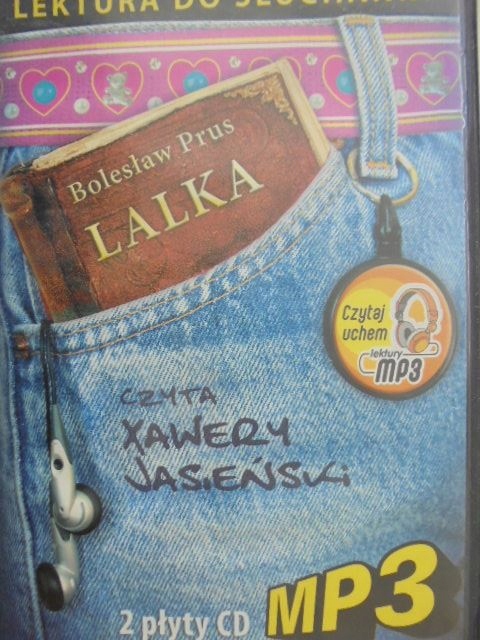 LEKTURA DO SŁUCHANIA
Bolesław Prus
LALKA
Czytaj
uchem
lektury
MP3
CZYTA
XAWERY
JASIEŃSKI
2 płyty CD MP3